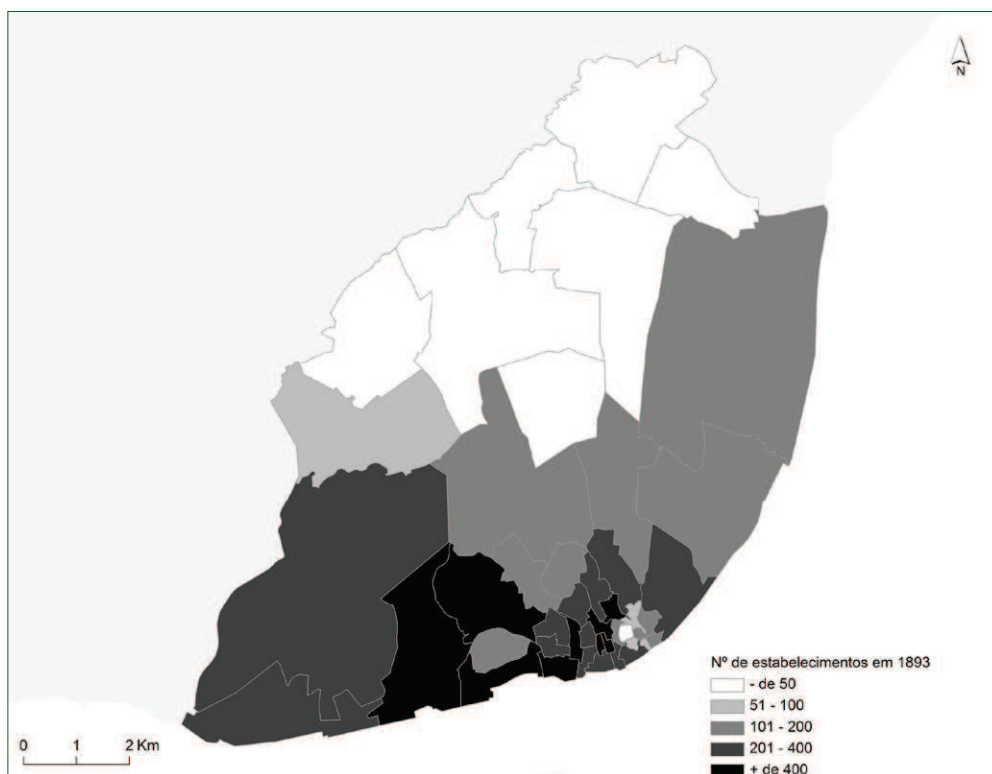 N
Nº de estabelecimentos em 1893
- de 50
51 - 100
101 - 200
201 - 400
+ de 400
0 1 2 Km